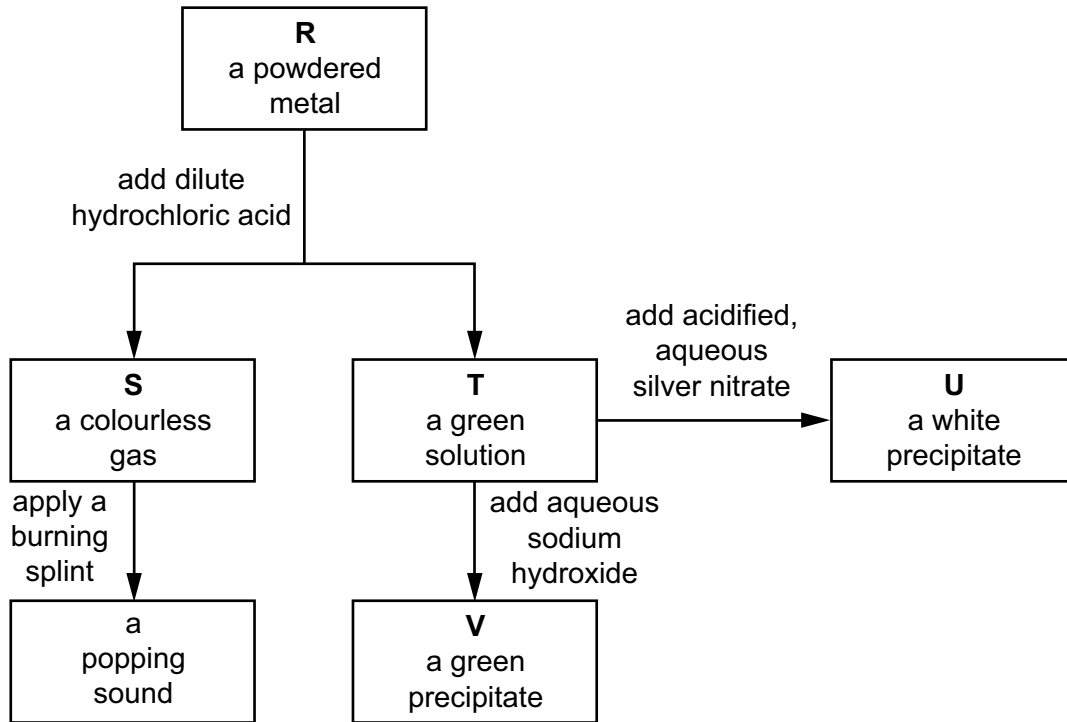 R
a powdered
metal
add dilute
hydrochloric acid
S
a colourless
gas
T
a green
solution
add acidified,
aqueous
silver nitrate
U
a white
precipitate
apply a
burning
splint
add aqueous
sodium
hydroxide
a
popping
sound
V
a green
precipitate